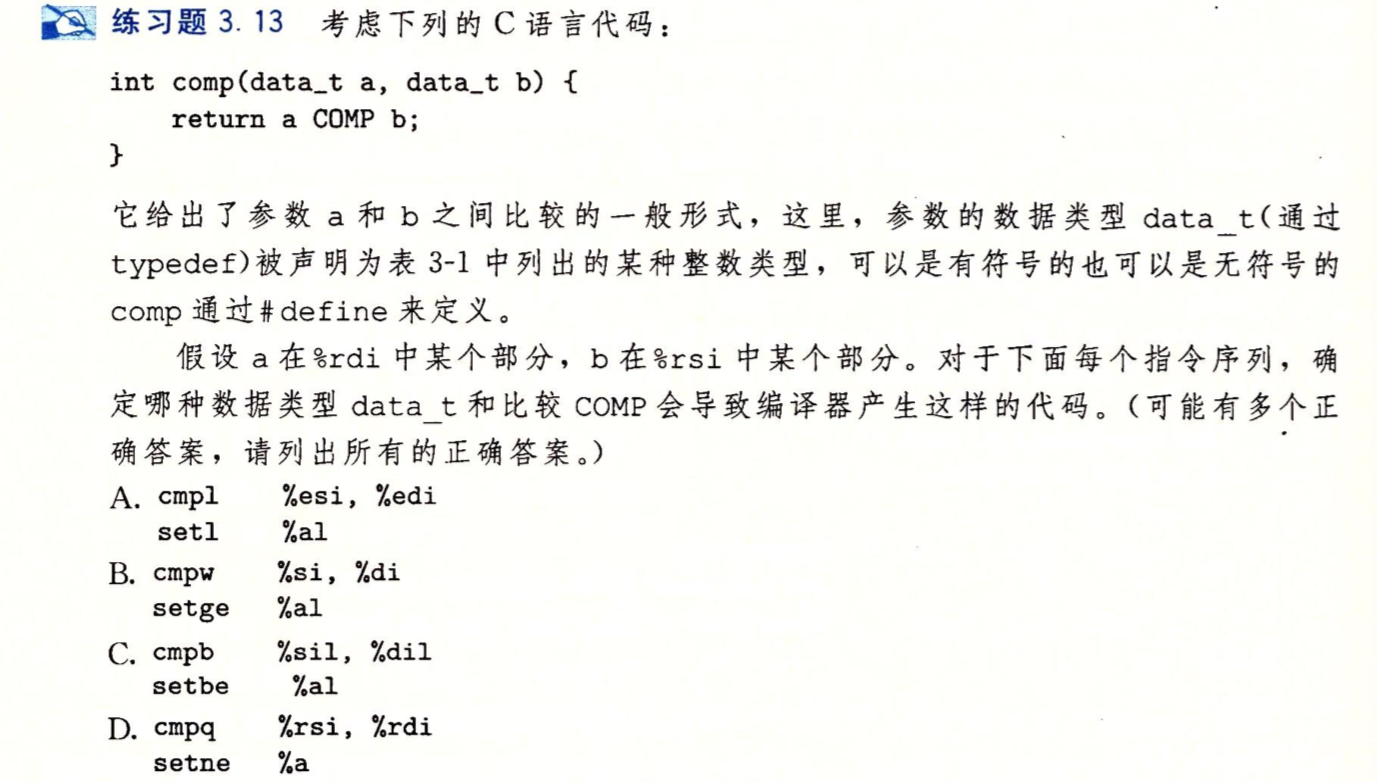 练习题 3.13 考虑下列的 C 语言代码：
int comp(data_t a, data_t b) {
return a COMP b;
}
它给出了参数 a 和 b 之间比较的一般形式，这里，参数的数据类型 data_t(通过
typedef)被声明为表 3-1 中列出的某种整数类型，可以是有符号的也可以是无符号的
comp 通过#define 来定义。
假设 a 在%rdi 中某个部分，b 在%rsi 中某个部分。对于下面每个指令序列，确
定哪种数据类型 data_t 和比较 COMP 会导致编译器产生这样的代码。(可能有多个正
确答案，请列出所有的正确答案。)
A. cmpl %esi, %edi
setl %al
B. cmpw %si, %di
setge %al
C. cmpb %sil, %dil
setbe %al
D. cmpq %rsi, %rdi
setne %a